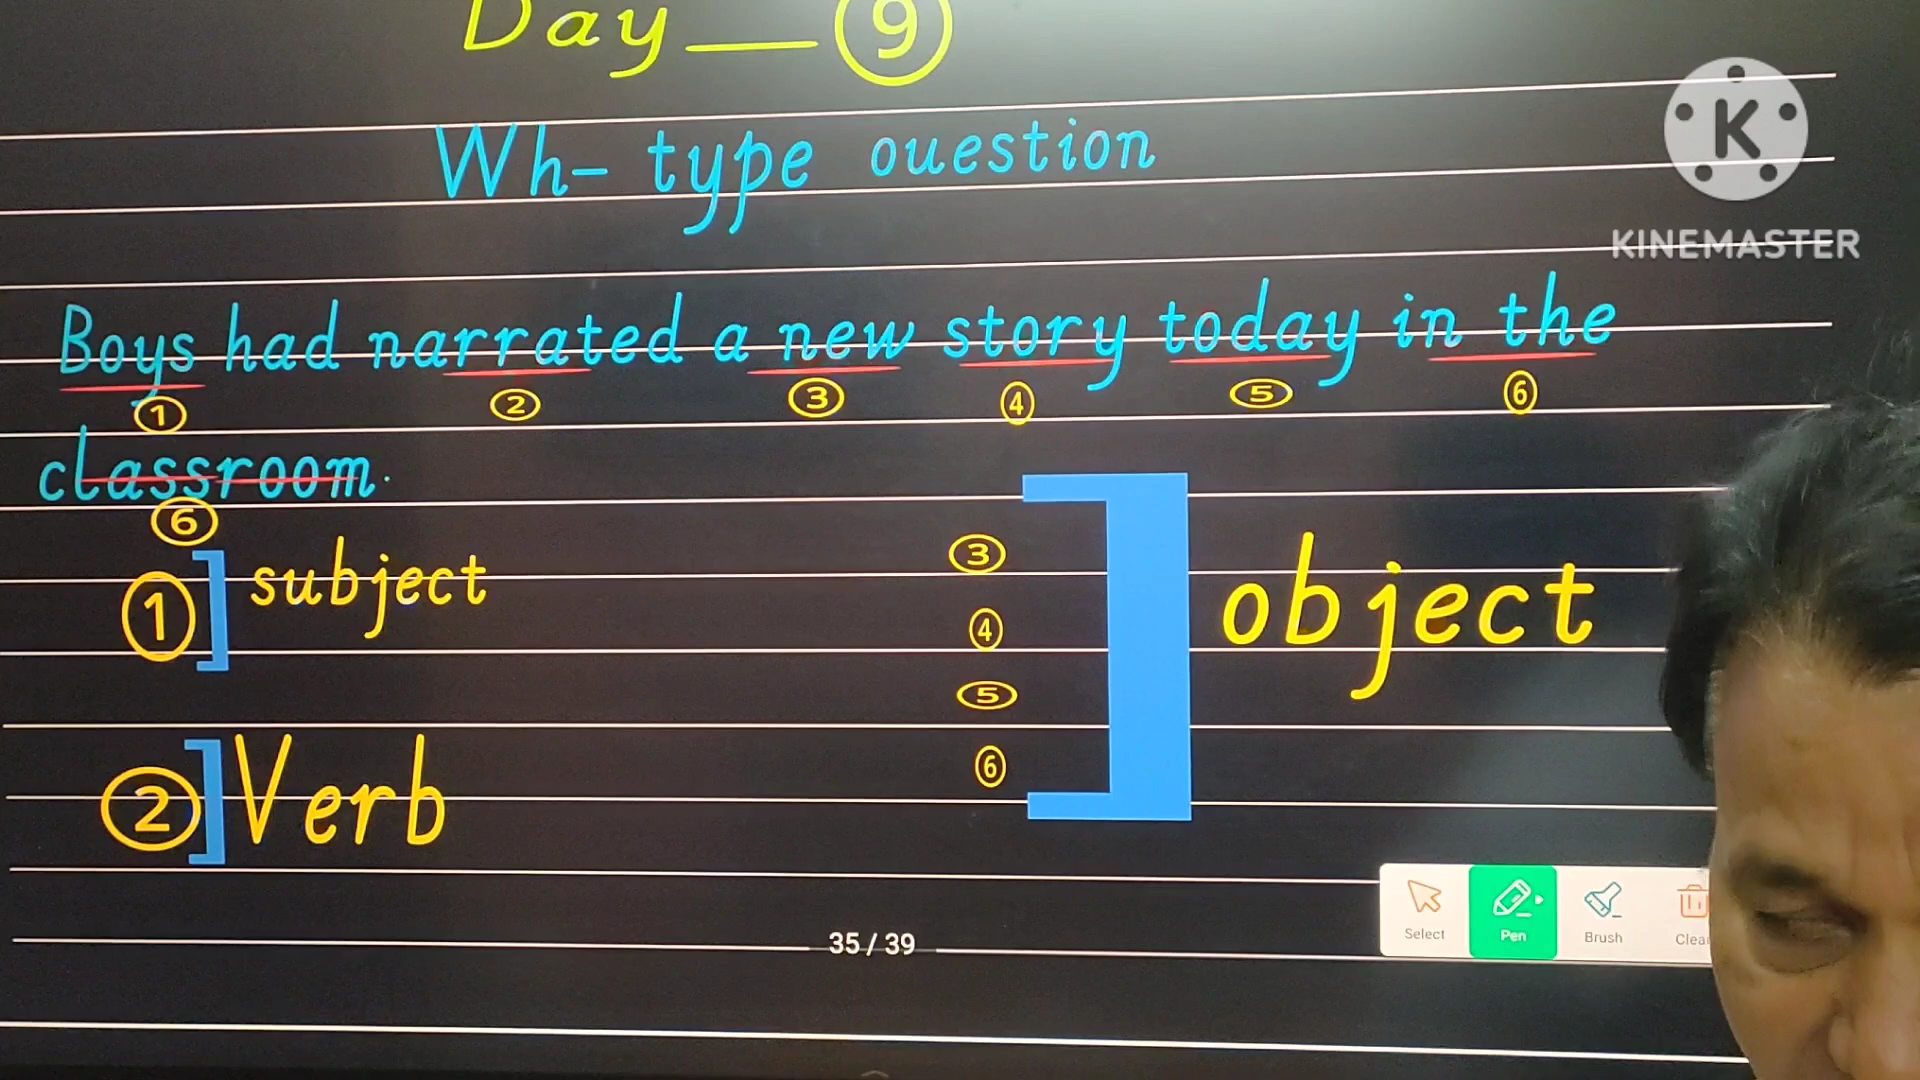 Day — 9
Wh- type ouestion
KINEMASTER
Boys had narrated a new story today in the
1 2 3 4 5 6
classroom.
6
1 ] subject
3
4
5
6
] object
2 ] Verb
Select Pen Brush
35 / 39